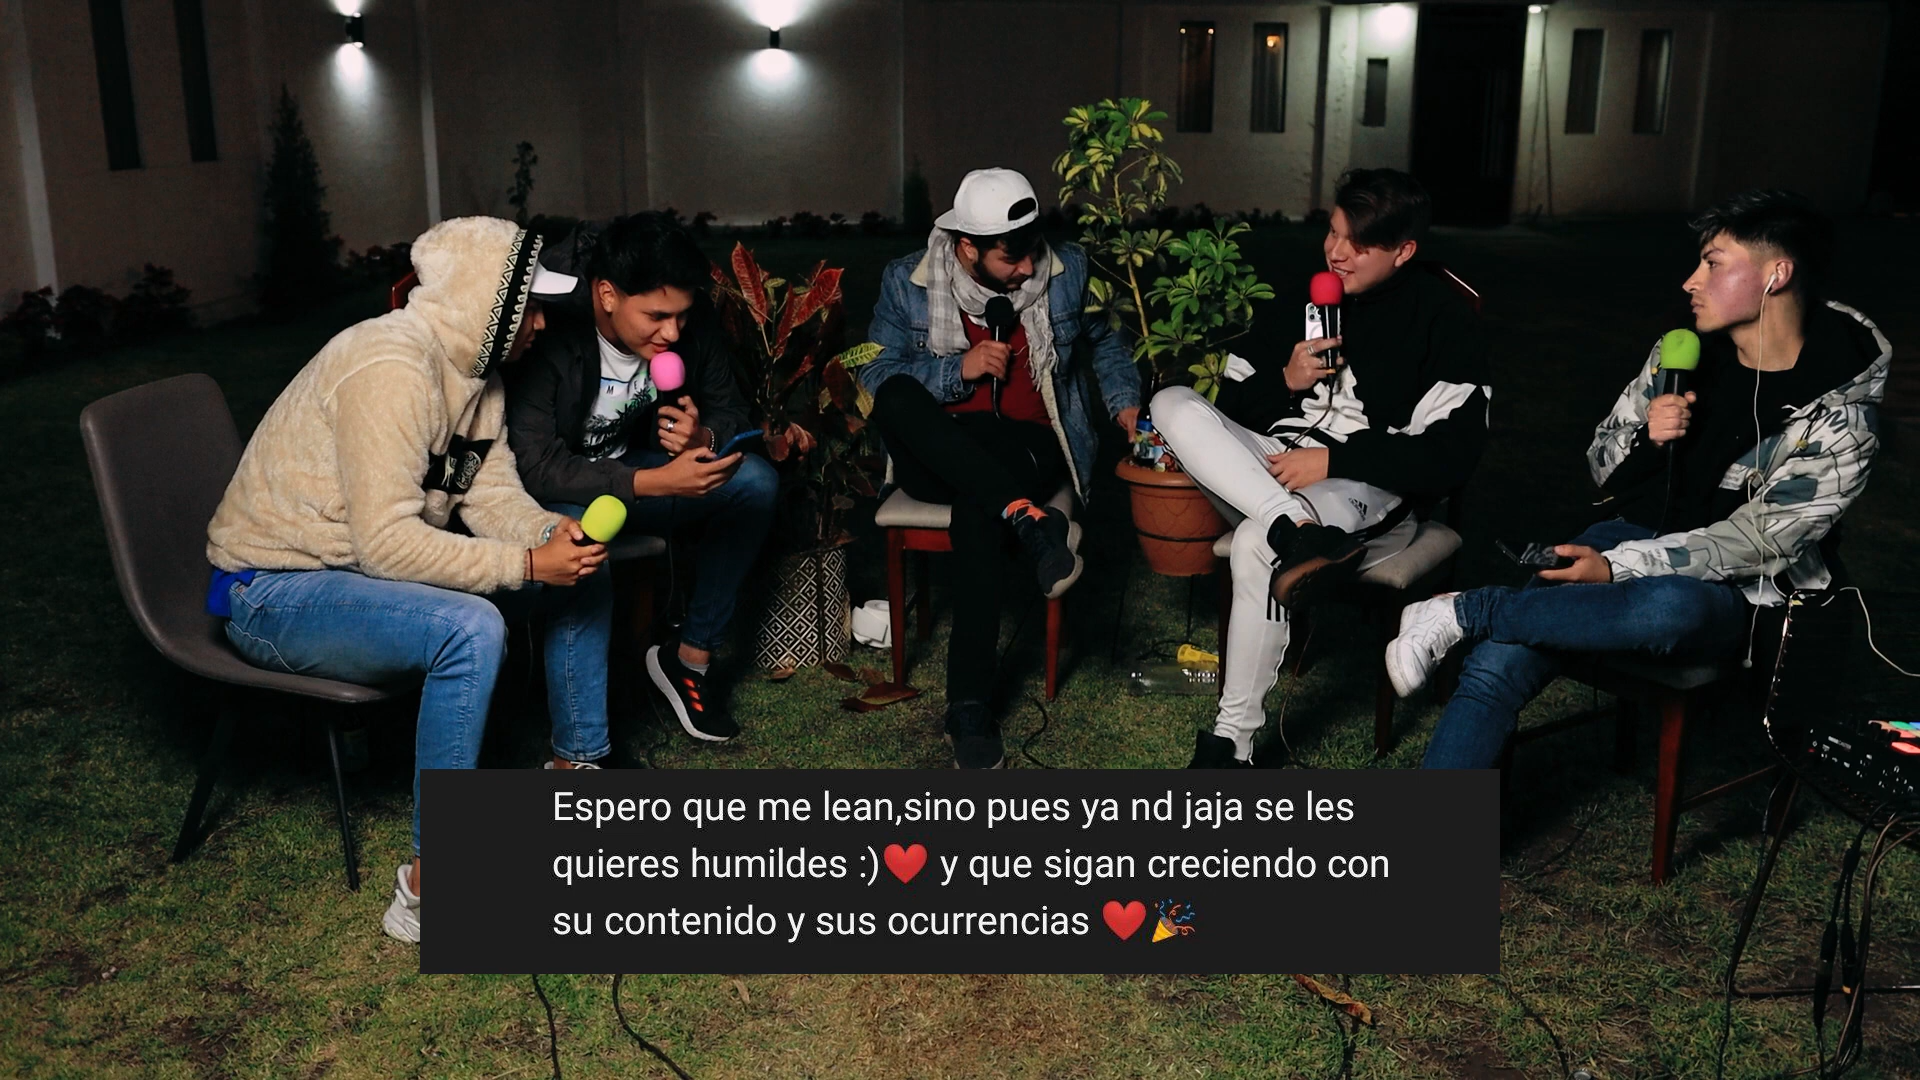 Espero que me lean,sino pues ya nd jaja se les
quieres humildes :)❤️ y que sigan creciendo con
su contenido y sus ocurrencias ❤️🎉